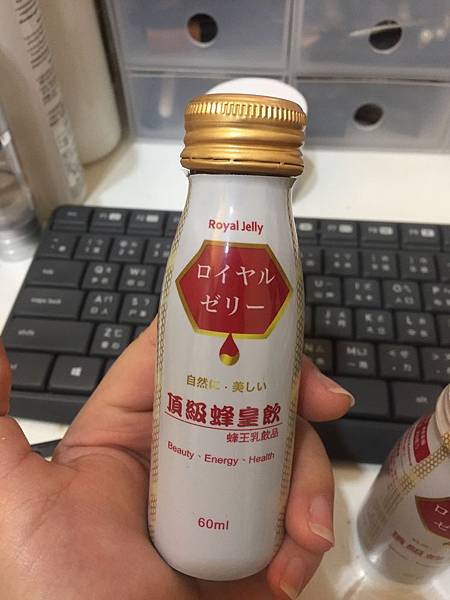 Royal Jelly
ロイヤル
ゼリー
自然に・美しい
頂級蜂皇飲
蜂王乳飲品
Beauty、Energy、Health
60ml